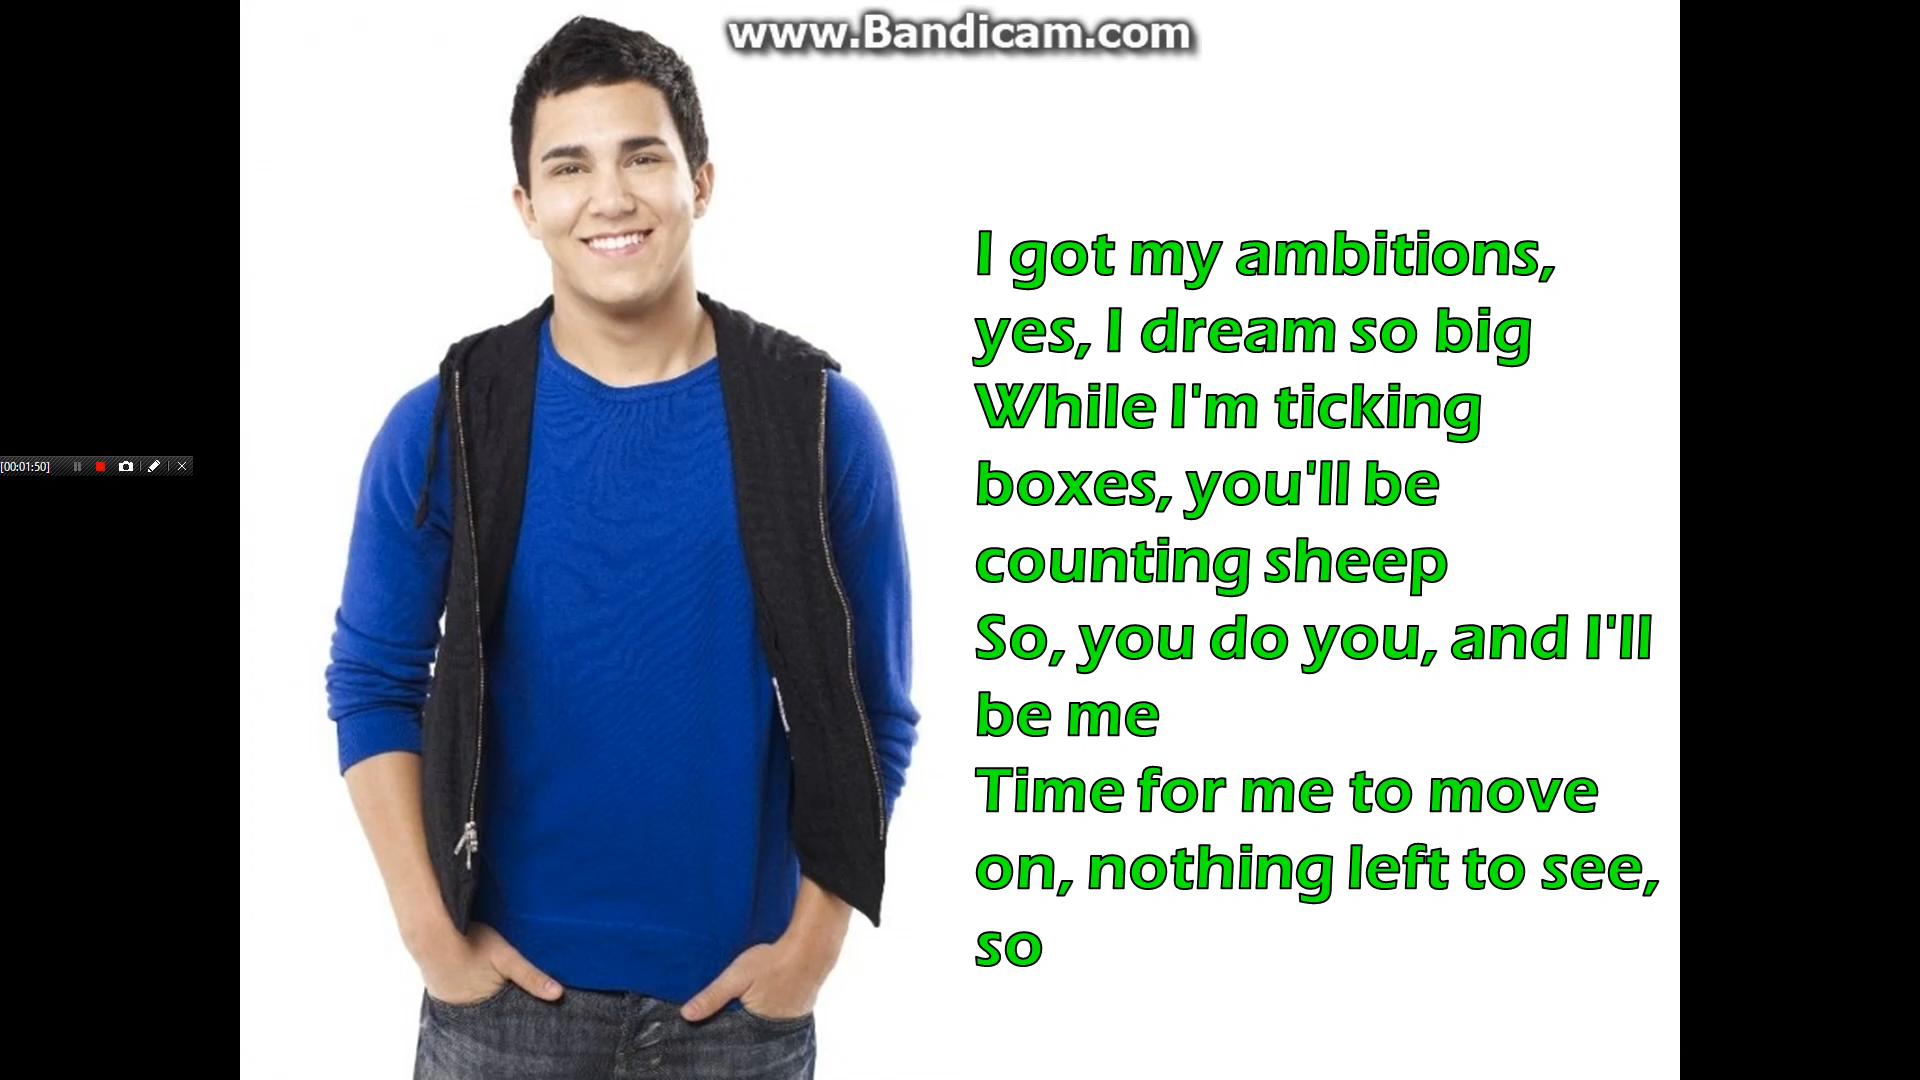 www.Bandicam.com
I got my ambitions,
yes, I dream so big
While I'm ticking
boxes, you'll be
counting sheep
So, you do you, and I'll
be me
Time for me to move
on, nothing left to see,
so
[00:01:50]